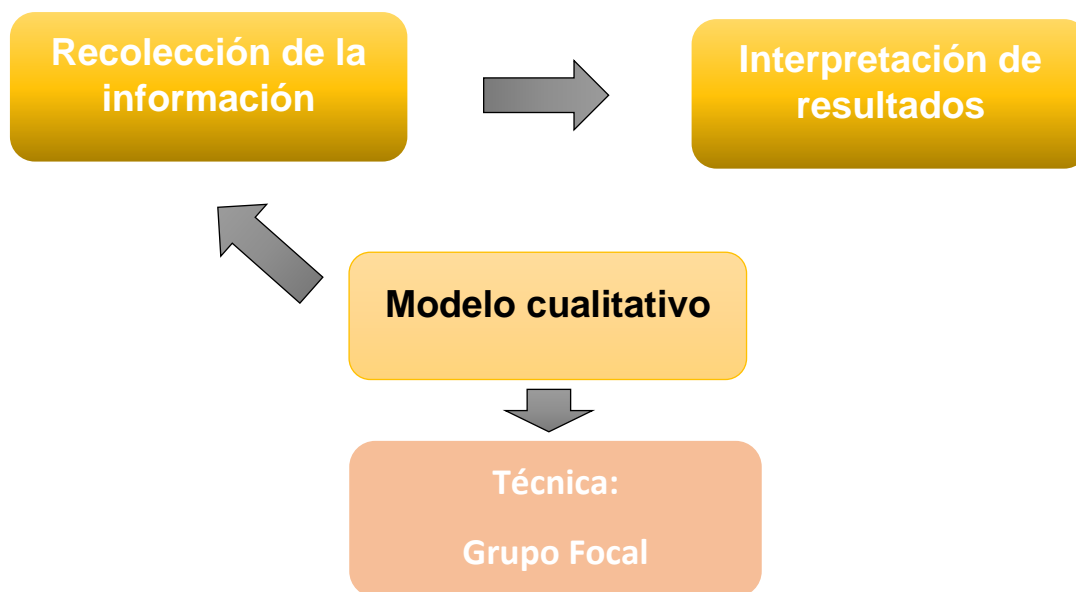 Recolección de la
información
Interpretación de
resultados
Modelo cualitativo
Técnica:
Grupo Focal